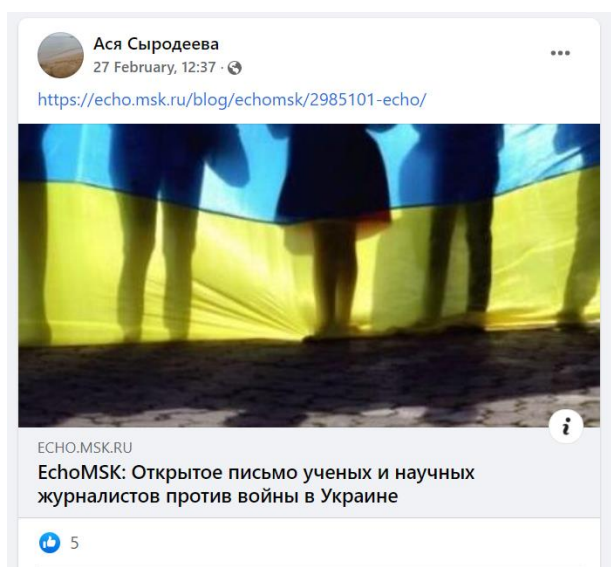 Ася Сыродеева
27 February, 12:37 ·
https://echo.msk.ru/blog/echomsk/2985101-echo/
i
ECHO.MSK.RU
EchoMSK: Открытое письмо ученых и научных
журналистов против войны в Украине
5